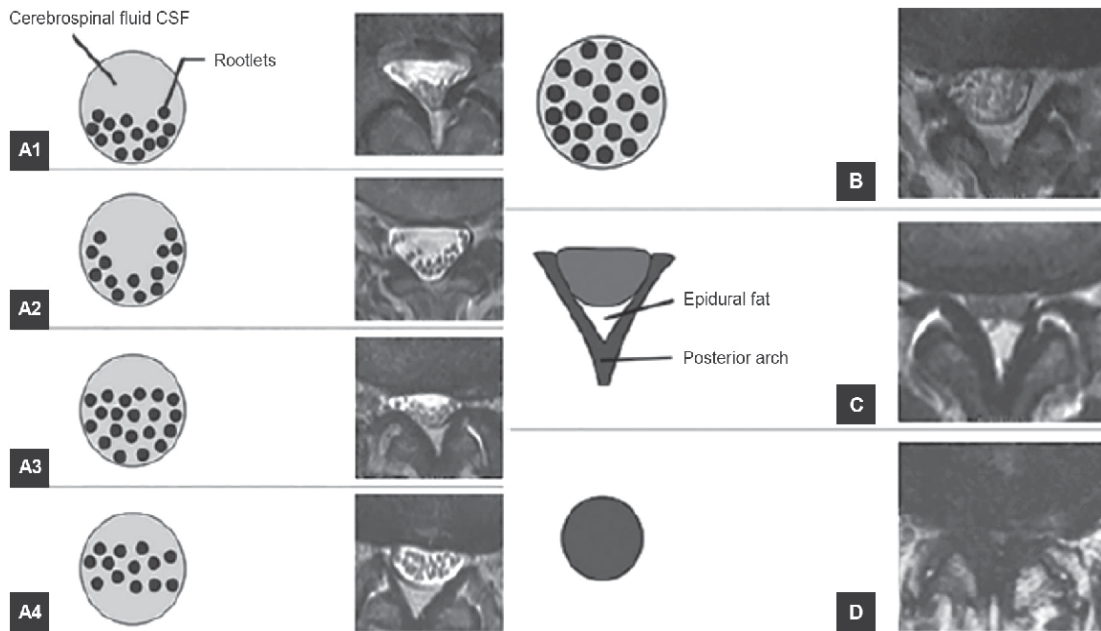 Cerebrospinal fluid CSF
Rootlets
A1
A2
A3
A4
B
Epidural fat
Posterior arch
C
D